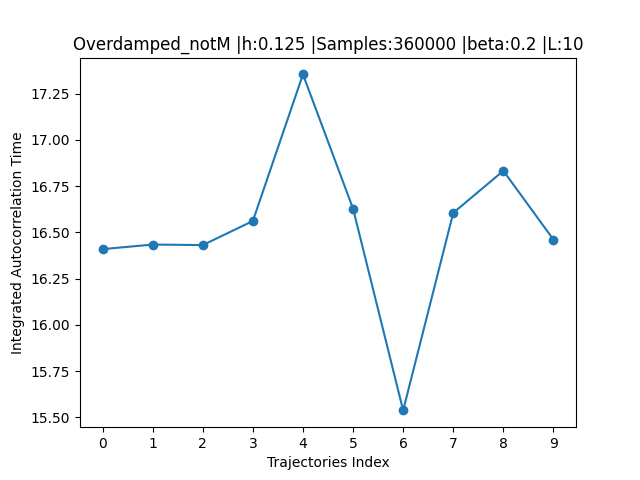 Overdamped_notM |h:0.125 |Samples:360000 |beta:0.2 |L:10
Integrated Autocorrelation Time
17.25
17.00
16.75
16.50
16.25
16.00
15.75
15.50
0 1 2 3 4 5 6 7 8 9
Trajectories Index